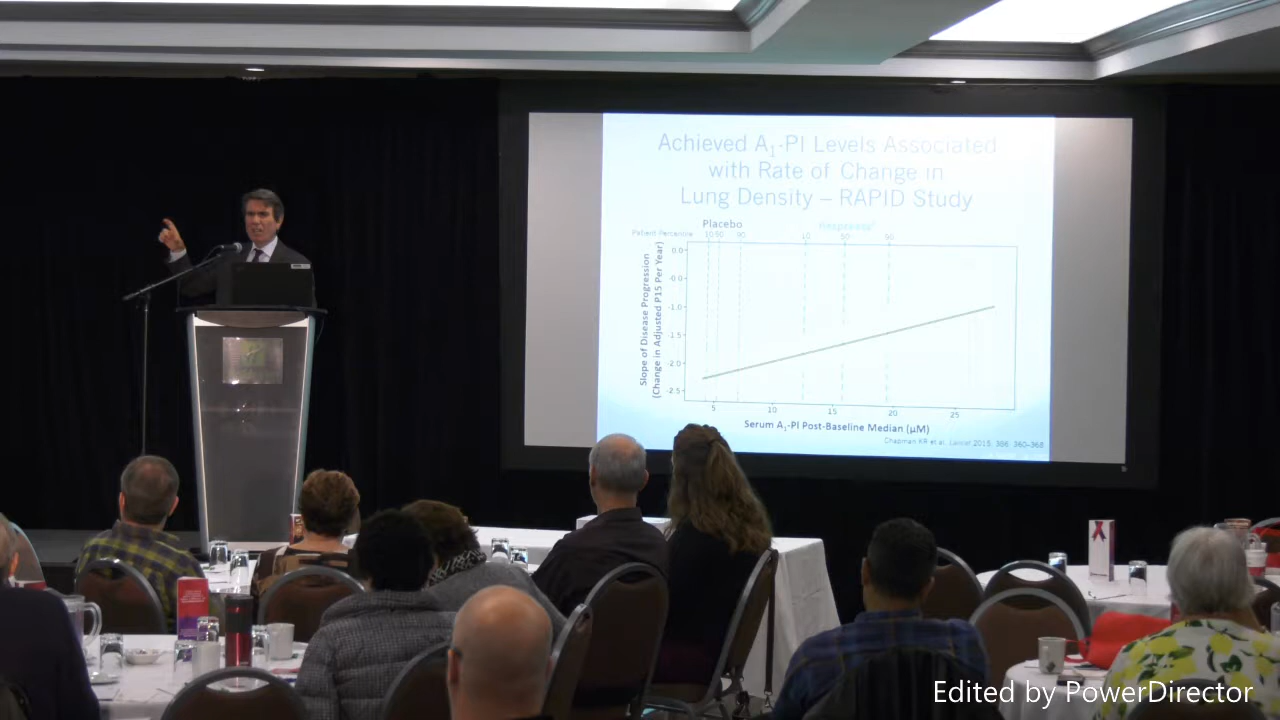 Achieved A₁-PI Levels Associated
with Rate of Change in
Lung Density – RAPID Study
Placebo
Patient Percentile 10 50 90 10 50 90
Slope of Disease Progression
(Change in Adjusted P15 Per Year)
0.0
-0.0
-1.0
-1.5
-2.0
-2.5
5 10 15 20 25
Serum A₁-PI Post-Baseline Median (µM)
Chapman KR et al. Lancet 2015; 386: 360–368
Edited by PowerDirector